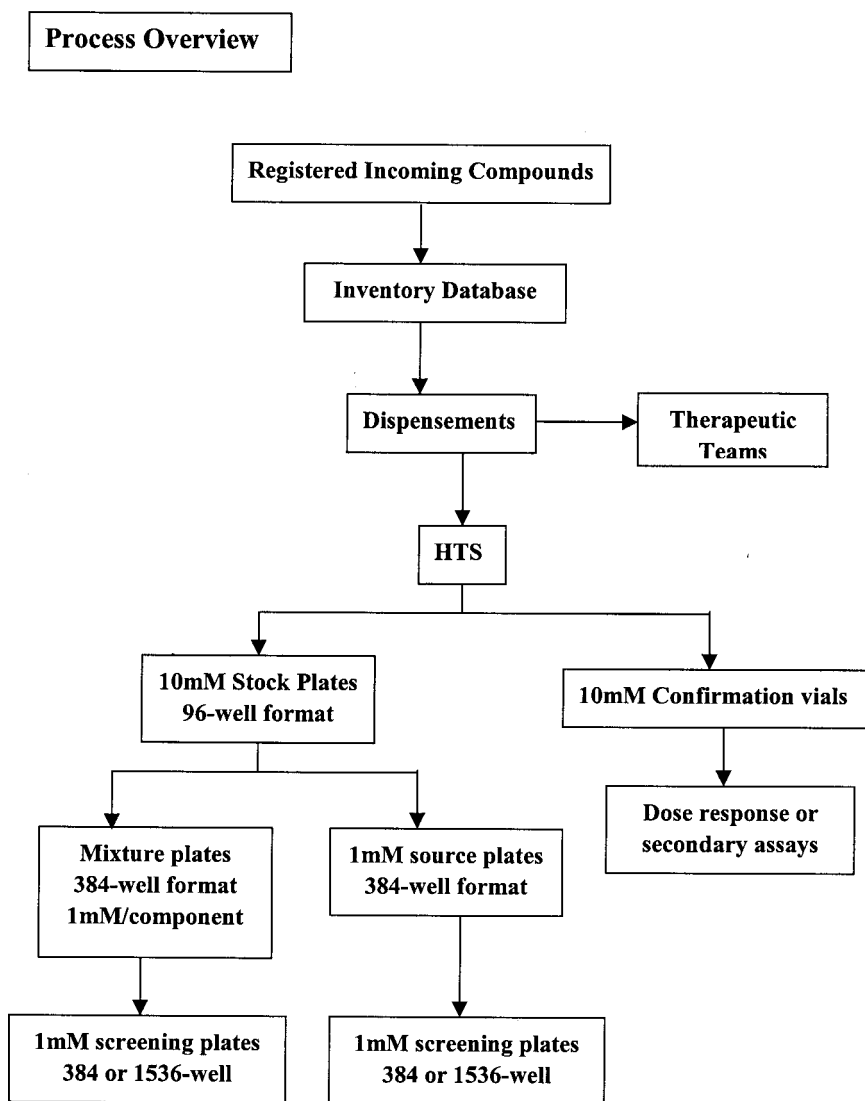 Process Overview
Registered Incoming Compounds
Inventory Database
Dispensements
Therapeutic
Teams
HTS
10mM Stock Plates
96-well format
10mM Confirmation vials
Mixture plates
384-well format
1mM/component
1mM source plates
384-well format
Dose response or
secondary assays
1mM screening plates
384 or 1536-well
1mM screening plates
384 or 1536-well